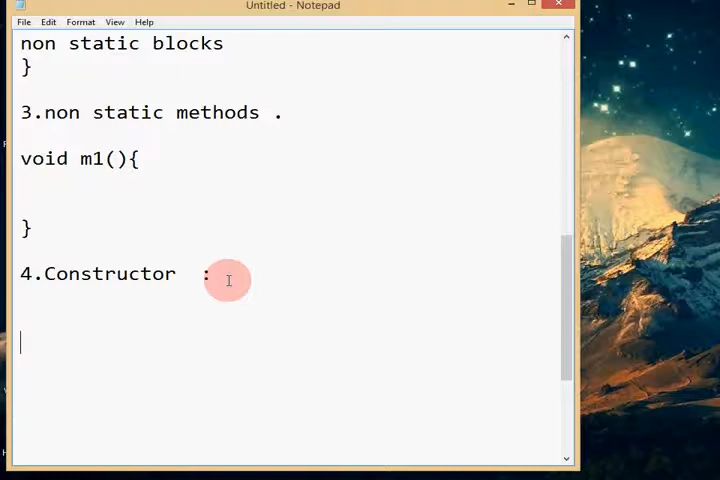 Untitled - Notepad
File Edit Format View Help
non static blocks
}
3.non static methods .
void m1(){
}
4.Constructor :